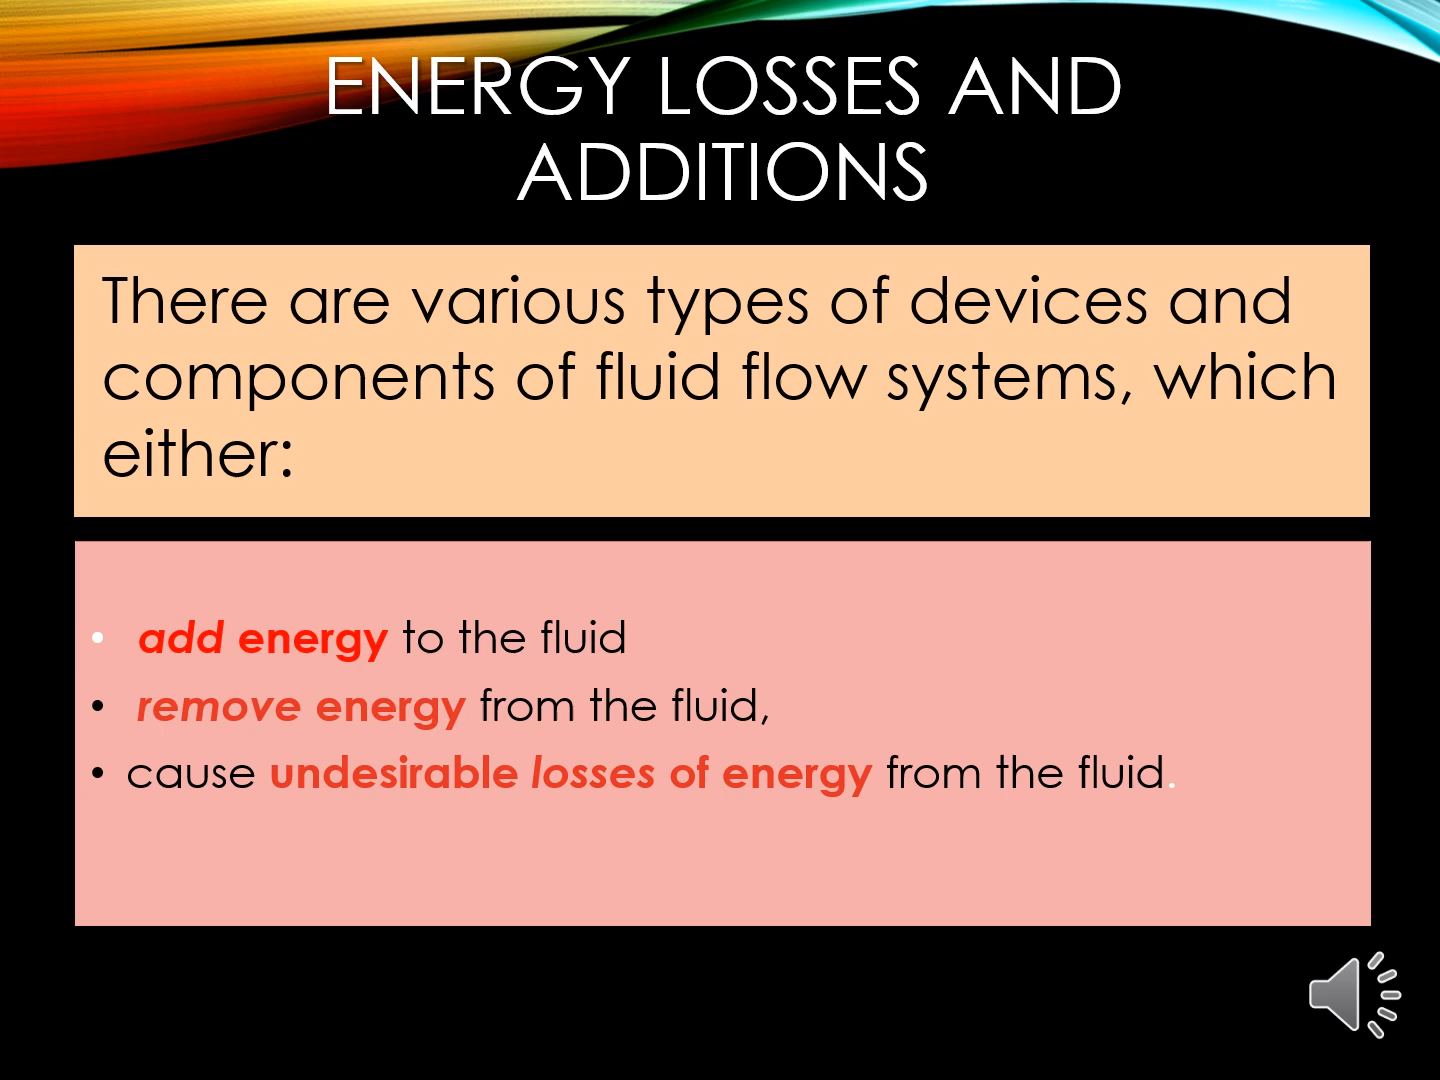 ENERGY LOSSES AND
ADDITIONS
There are various types of devices and
components of fluid flow systems, which
either:
• add energy to the fluid
• remove energy from the fluid,
• cause undesirable losses of energy from the fluid.